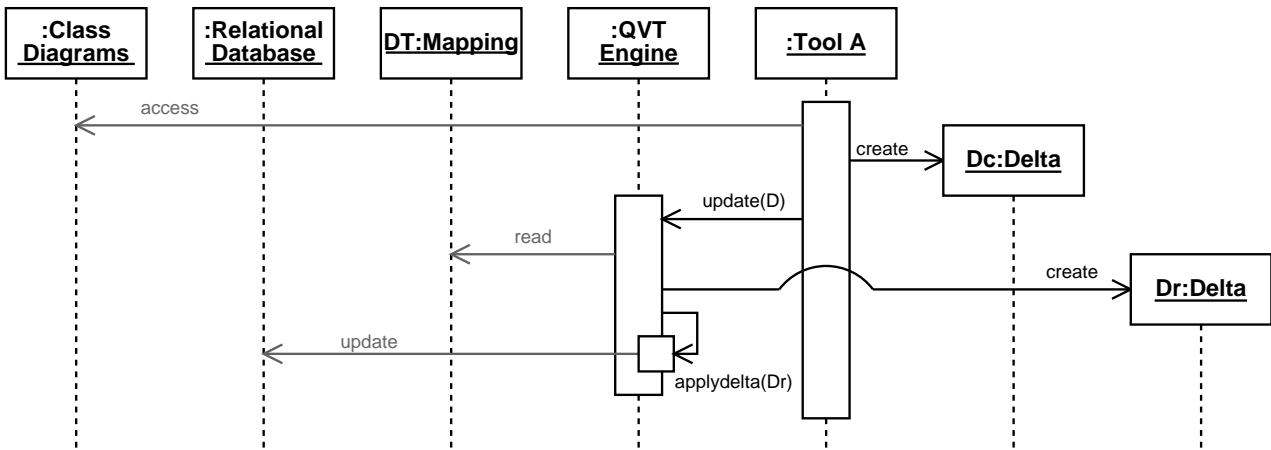 :Class
Diagrams
:Relational
Database
DT:Mapping
:QVT
Engine
:Tool A
access
create
Dc:Delta
update(D)
read
create
Dr:Delta
update
applydelta(Dr)